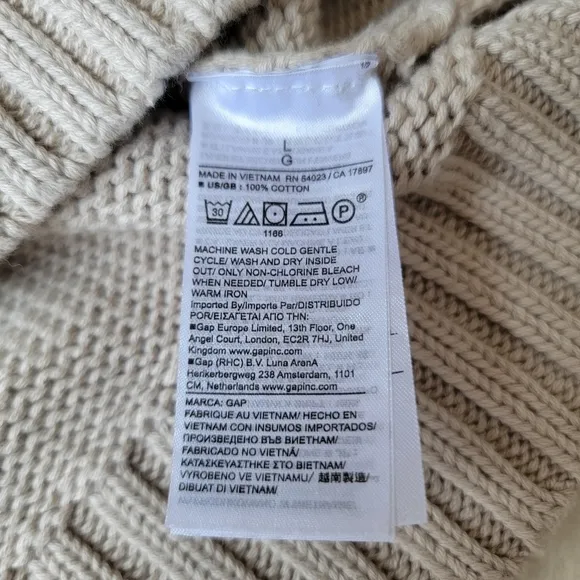 L
G
MADE IN VIETNAM RN 54023 / CA 17897
■ US/GB : 100% COTTON
30 P
1166
MACHINE WASH COLD GENTLE
CYCLE/ WASH AND DRY INSIDE
OUT/ ONLY NON-CHLORINE BLEACH
WHEN NEEDED/ TUMBLE DRY LOW/
WARM IRON
Imported By/Importe Par/DISTRIBUIDO
POR/ΕΙΣΑΓΕΤΑΙ ΑΠΟ ΤΗΝ:
■Gap Europe Limited, 13th Floor, One
Angel Court, London, EC2R 7HJ, United
Kingdom www.gapinc.com
■Gap (RHC) B.V. Luna ArenA
Herikerbergweg 238 Amsterdam, 1101
CM, Netherlands www.gapinc.com
MARCA: GAP
FABRIQUE AU VIETNAM/ HECHO EN
VIETNAM CON INSUMOS IMPORTADOS/
ПРОИЗВЕДЕНО ВЪВ ВИЕТНАМ/
FABRICADO NO VIETNÃ/
ΚΑΤΑΣΚΕΥΑΣΤΗΚΕ ΣΤΟ ΒΙΕΤΝΑΜ/
VYROBENO VE VIETNAMU/ 越南製造/
DIBUAT DI VIETNAM/